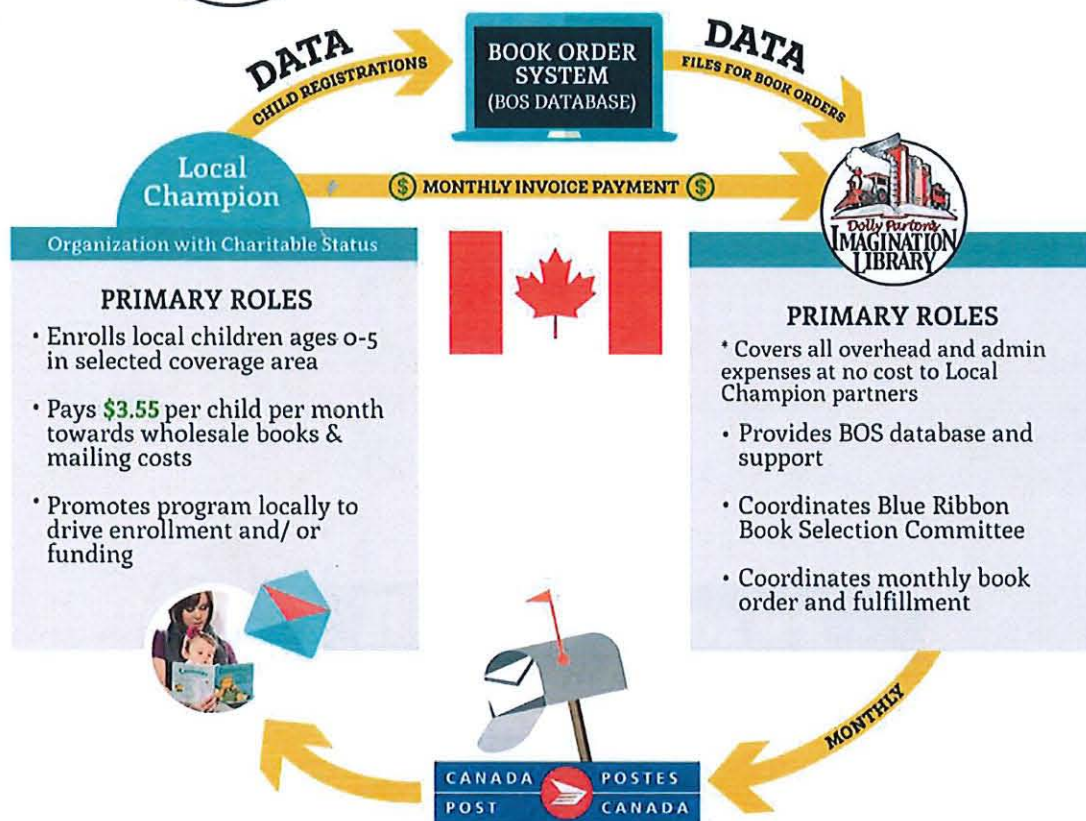 DATA
CHILD REGISTRATIONS
BOOK ORDER
SYSTEM
(BOS DATABASE)
DATA
FILES FOR BOOK ORDERS
Local
Champion
$ MONTHLY INVOICE PAYMENT $
Dolly Parton's
IMAGINATION
LIBRARY
Organization with Charitable Status
PRIMARY ROLES
• Enrolls local children ages 0-5
in selected coverage area
• Pays $3.55 per child per month
towards wholesale books &
mailing costs
• Promotes program locally to
drive enrollment and/ or
funding
PRIMARY ROLES
* Covers all overhead and admin
expenses at no cost to Local
Champion partners
• Provides BOS database and
support
• Coordinates Blue Ribbon
Book Selection Committee
• Coordinates monthly book
order and fulfillment
MONTHLY
CANADA POSTES
POST CANADA